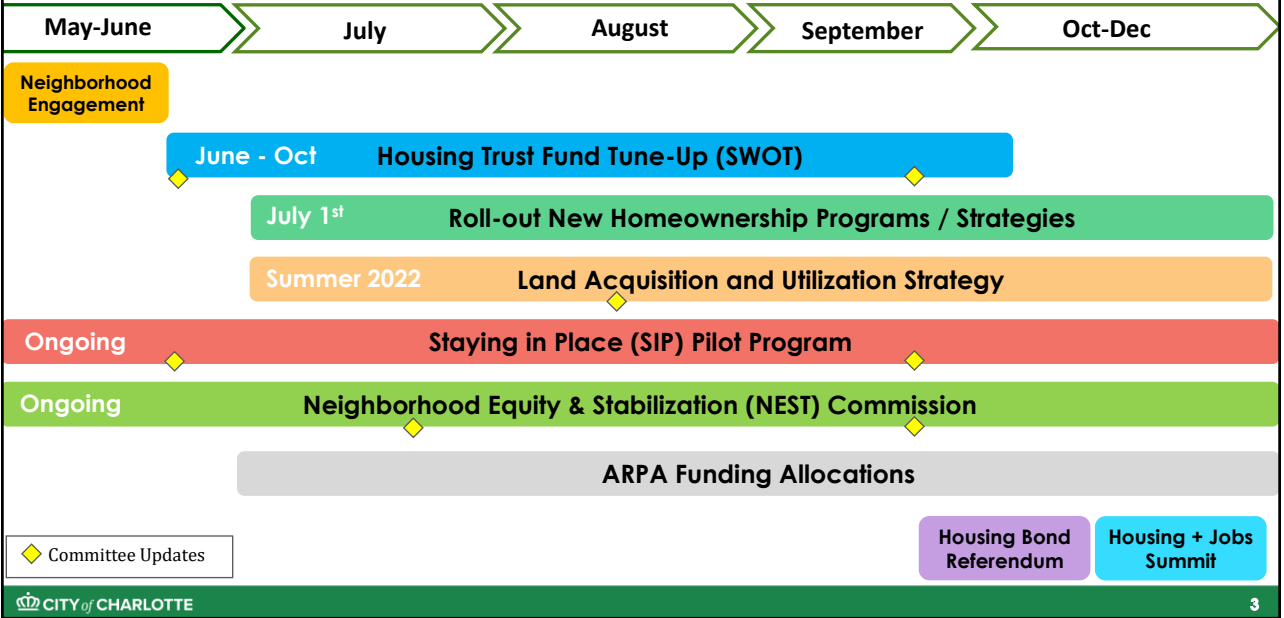 May-June July August September Oct-Dec
Neighborhood
Engagement
June - Oct Housing Trust Fund Tune-Up (SWOT)
July 1st Roll-out New Homeownership Programs / Strategies
Summer 2022 Land Acquisition and Utilization Strategy
Ongoing Staying in Place (SIP) Pilot Program
Ongoing Neighborhood Equity & Stabilization (NEST) Commission
ARPA Funding Allocations
Housing Bond
Referendum
Housing + Jobs
Summit
Committee Updates
CITY of CHARLOTTE 3